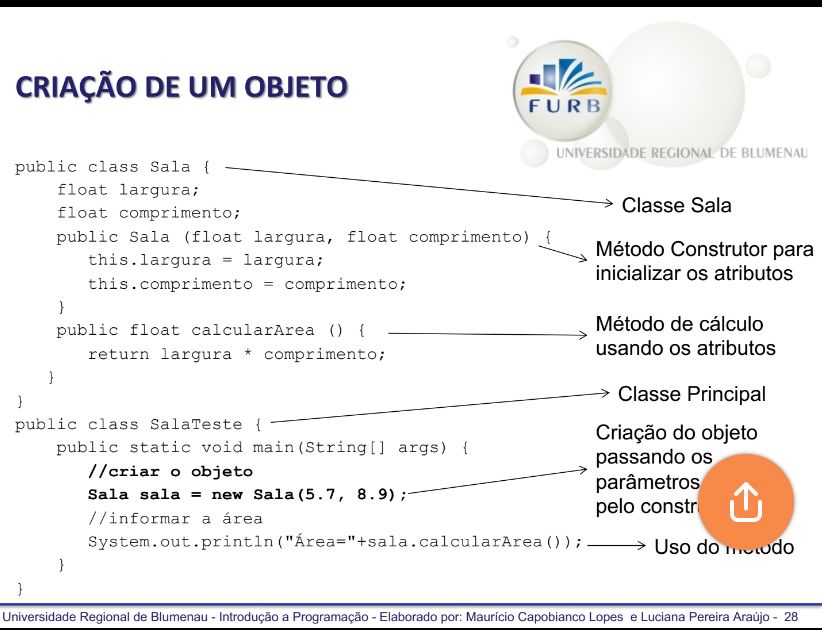 CRIAÇÃO DE UM OBJETO
FURB
UNIVERSIDADE REGIONAL DE BLUMENAU
public class Sala {
float largura;
float comprimento;
public Sala (float largura, float comprimento) {
this.largura = largura;
this.comprimento = comprimento;
}
public float calcularArea () {
return largura * comprimento;
}
}
public class SalaTeste {
public static void main(String[] args) {
//criar o objeto
Sala sala = new Sala(5.7, 8.9);
//informar a área
System.out.println("Área="+sala.calcularArea());
}
}
Classe Sala
Método Construtor para
inicializar os atributos
Método de cálculo
usando os atributos
Classe Principal
Criação do objeto
passando os
parâmetros
pelo
Uso do método
Universidade Regional de Blumenau - Introdução a Programação - Elaborado por: Maurício Capobianco Lopes e Luciana Pereira Araújo - 28